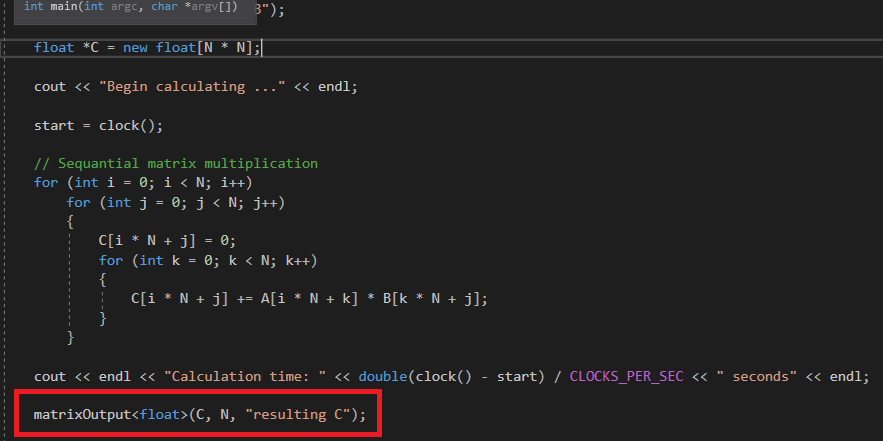 int main(int argc, char *argv[]) 3");
float *C = new float[N * N];
cout << "Begin calculating ..." << endl;
start = clock();
// Sequantial matrix multiplication
for (int i = 0; i < N; i++)
for (int j = 0; j < N; j++)
{
C[i * N + j] = 0;
for (int k = 0; k < N; k++)
{
C[i * N + j] += A[i * N + k] * B[k * N + j];
}
}
cout << endl << "Calculation time: " << double(clock() - start) / CLOCKS_PER_SEC << " seconds" << endl;
matrixOutput<float>(C, N, "resulting C");